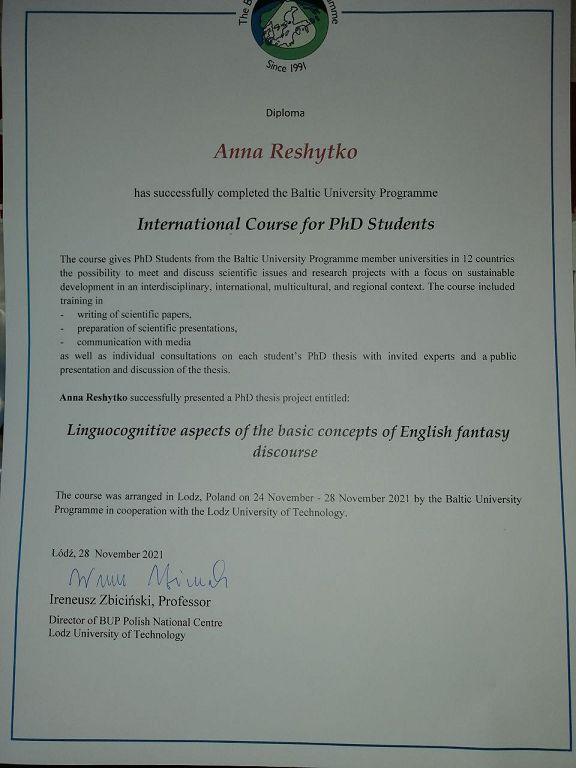 The B
mme
Since 1991
Diploma
Anna Reshytko
has successfully completed the Baltic University Programme
International Course for PhD Students
The course gives PhD Students from the Baltic University Programme member universities in 12 countries
the possibility to meet and discuss scientific issues and research projects with a focus on sustainable
development in an interdisciplinary, international, multicultural, and regional context. The course included
training in
- writing of scientific papers,
- preparation of scientific presentations,
- communication with media
as well as individual consultations on each student's PhD thesis with invited experts and a public
presentation and discussion of the thesis.
Anna Reshytko successfully presented a PhD thesis project entitled:
Linguocognitive aspects of the basic concepts of English fantasy
discourse
The course was arranged in Lodz, Poland on 24 November - 28 November 2021 by the Baltic University
Programme in cooperation with the Lodz University of Technology.
Łódź, 28 November 2021
Ireneusz Zbiciński, Professor
Director of BUP Polish National Centre
Lodz University of Technology